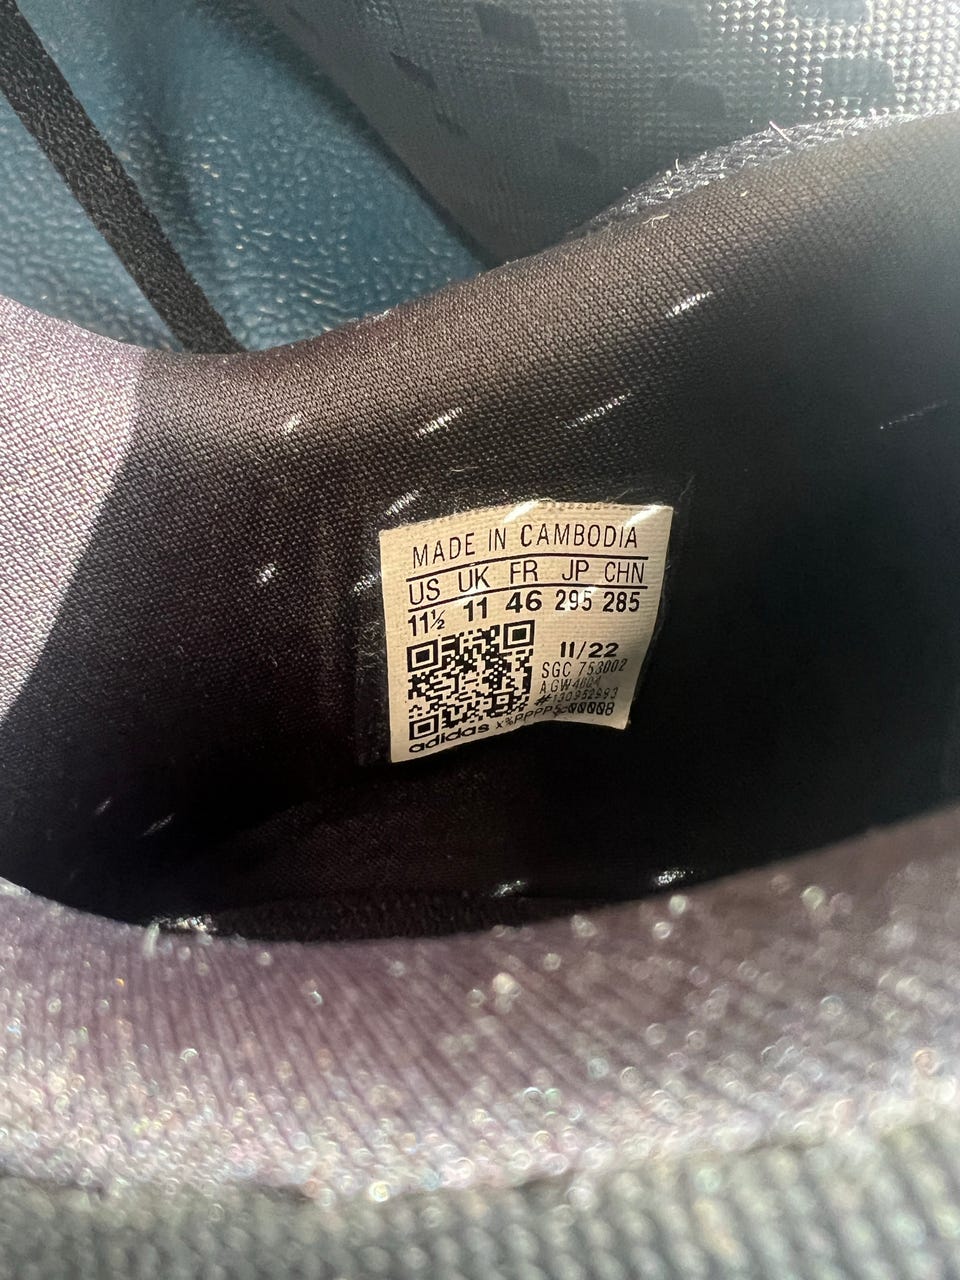 MADE IN CAMBODIA
US UK FR JP CHN
11½ 11 46 295 285
11/22
SGC 753002
#130952993
adidas